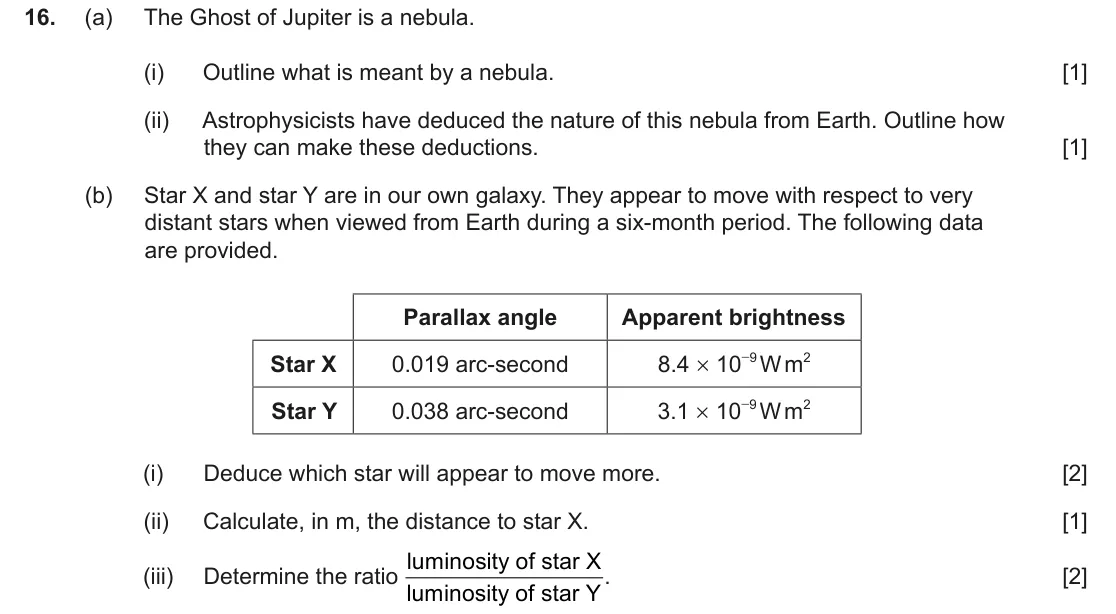 16. (a) The Ghost of Jupiter is a nebula.
(i) Outline what is meant by a nebula. [1]
(ii) Astrophysicists have deduced the nature of this nebula from Earth. Outline how
they can make these deductions. [1]
(b) Star X and star Y are in our own galaxy. They appear to move with respect to very
distant stars when viewed from Earth during a six-month period. The following data
are provided.
Parallax angle Apparent brightness
Star X 0.019 arc-second 8.4 × 10⁻⁹ W m²
Star Y 0.038 arc-second 3.1 × 10⁻⁹ W m²
(i) Deduce which star will appear to move more. [2]
(ii) Calculate, in m, the distance to star X. [1]
(iii) Determine the ratio luminosity of star X
luminosity of star Y. [2]